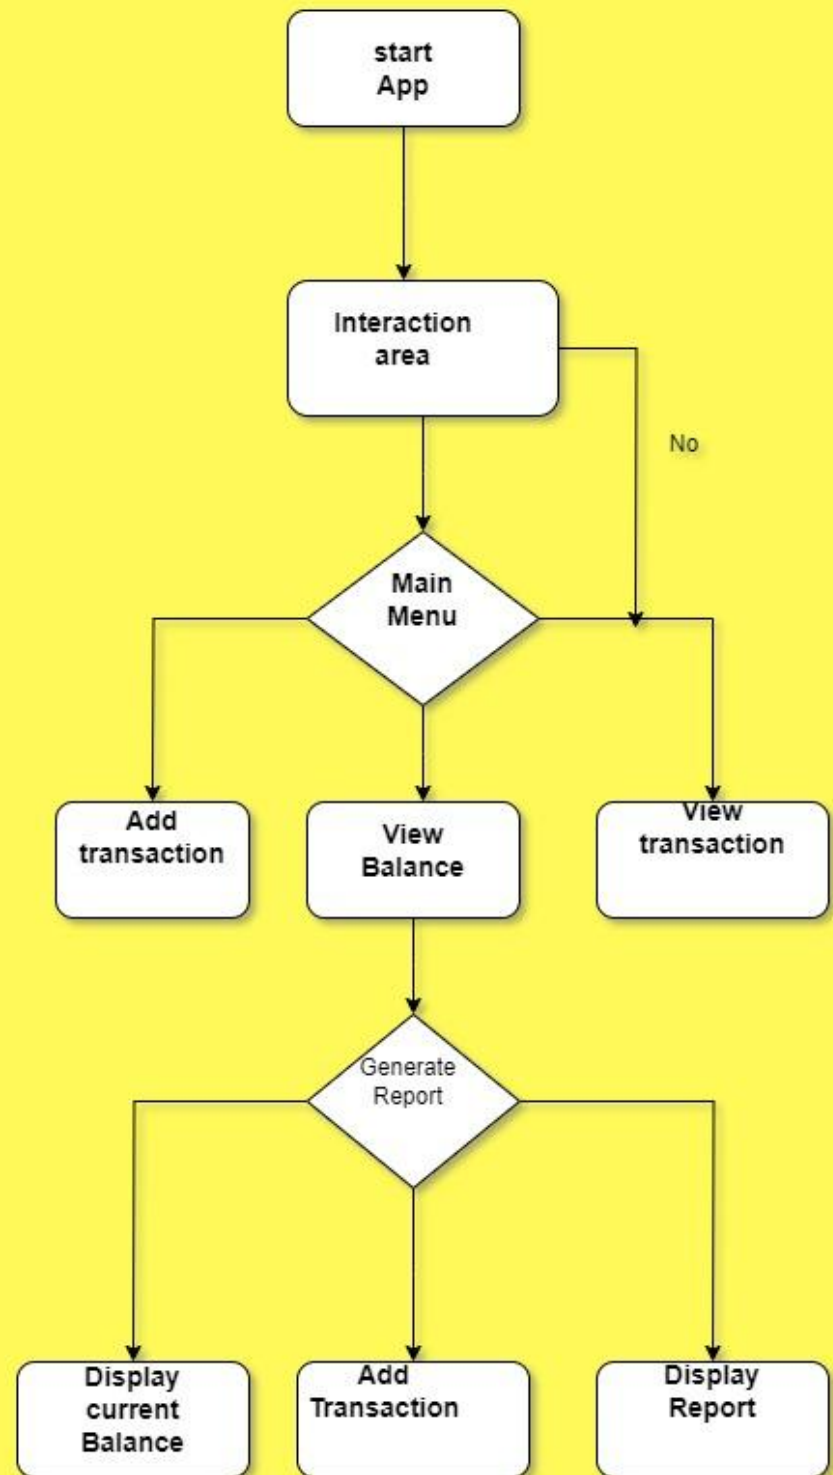 start
App
Interaction
area
No
Main
Menu
Add
transaction
View
Balance
View
transaction
Generate
Report
Display
current
Balance
Add
Transaction
Display
Report